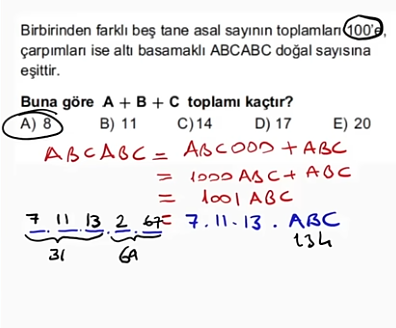 Birbirinden farklı beş tane asal sayının toplamları 100'e,
çarpımları ise altı basamaklı ABCABC doğal sayısına
eşittir.
Buna göre A + B + C toplamı kaçtır?
A) 8 B) 11 C) 14 D) 17 E) 20
ABCABC = ABC000 + ABC
= 1000 ABC + ABC
= 1001 ABC
7 11 13 . 2 . 67 = 7 . 11 . 13 . ABC
31 69 134